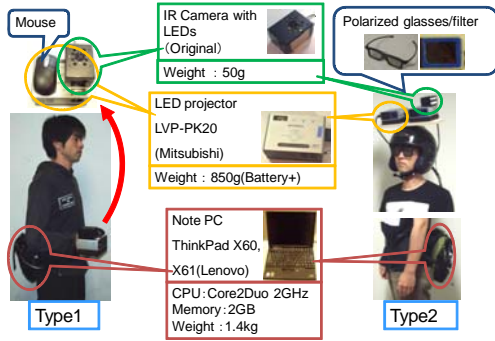 Mouse
IR Camera with
LEDs
(Original)
Weight：50g
Polarized glasses/filter
LED projector
LVP-PK20
(Mitsubishi)
Weight：850g(Battery+)
Note PC
ThinkPad X60,
X61(Lenovo)
CPU：Core2Duo 2GHz
Memory：2GB
Weight：1.4kg
Type1
Type2